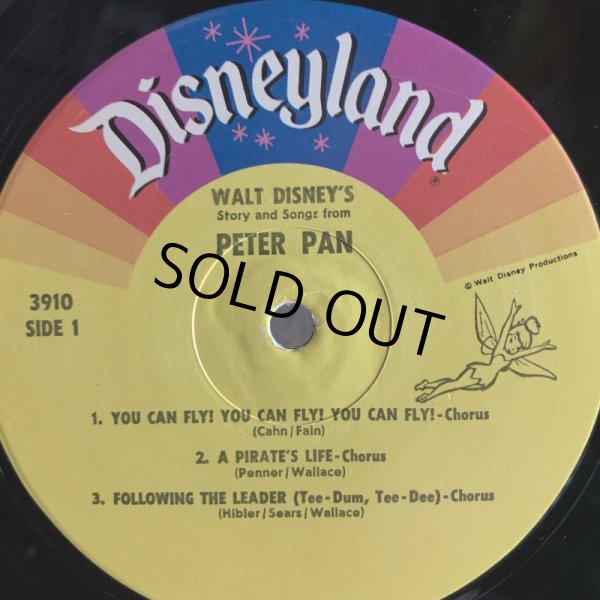 Disneyland
®
WALT DISNEY'S
Story and Songs from
PETER PAN
© Walt Disney Productions
3910
SIDE 1
SOLD OUT
1. YOU CAN FLY! YOU CAN FLY! YOU CAN FLY!-Chorus
(Cahn/Fain)
2. A PIRATE'S LIFE-Chorus
(Penner/Wallace)
3. FOLLOWING THE LEADER (Tee-Dum, Tee-Dee)-Chorus
(Hibler/Sears/Wallace)